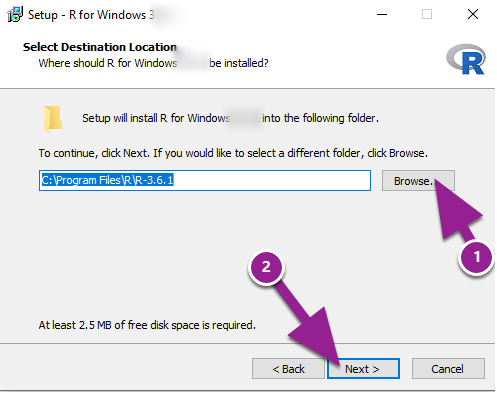 Setup - R for Windows 3
Select Destination Location
Where should R for Windows be installed?
R
Setup will install R for Windows into the following folder.
To continue, click Next. If you would like to select a different folder, click Browse.
C:\Program Files\R\R-3.6.1
Browse...
1
2
At least 2.5 MB of free disk space is required.
< Back
Next >
Cancel